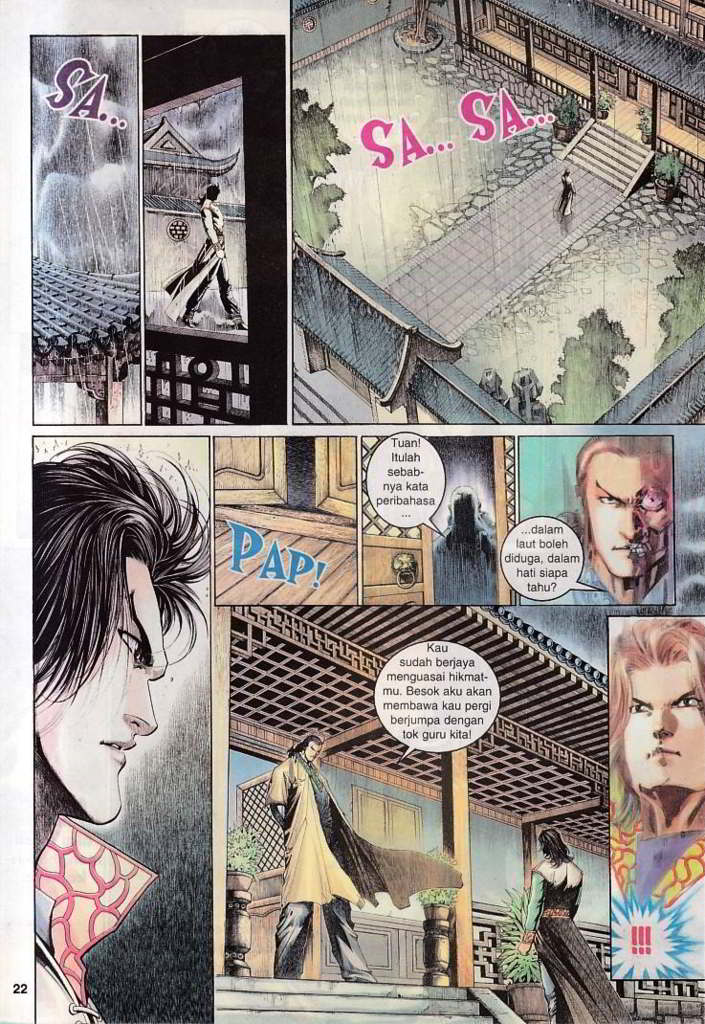 SA...
SA... SA...
Tuan!
Itulah
sebab-
nya kata
peribahasa
...
...dalam
laut boleh
diduga, dalam
hati siapa
tahu?
PAP!
Kau
sudah berjaya
menguasai hikmat-
mu. Besok aku akan
membawa kau pergi
berjumpa dengan
tok guru kita!
!!!
22